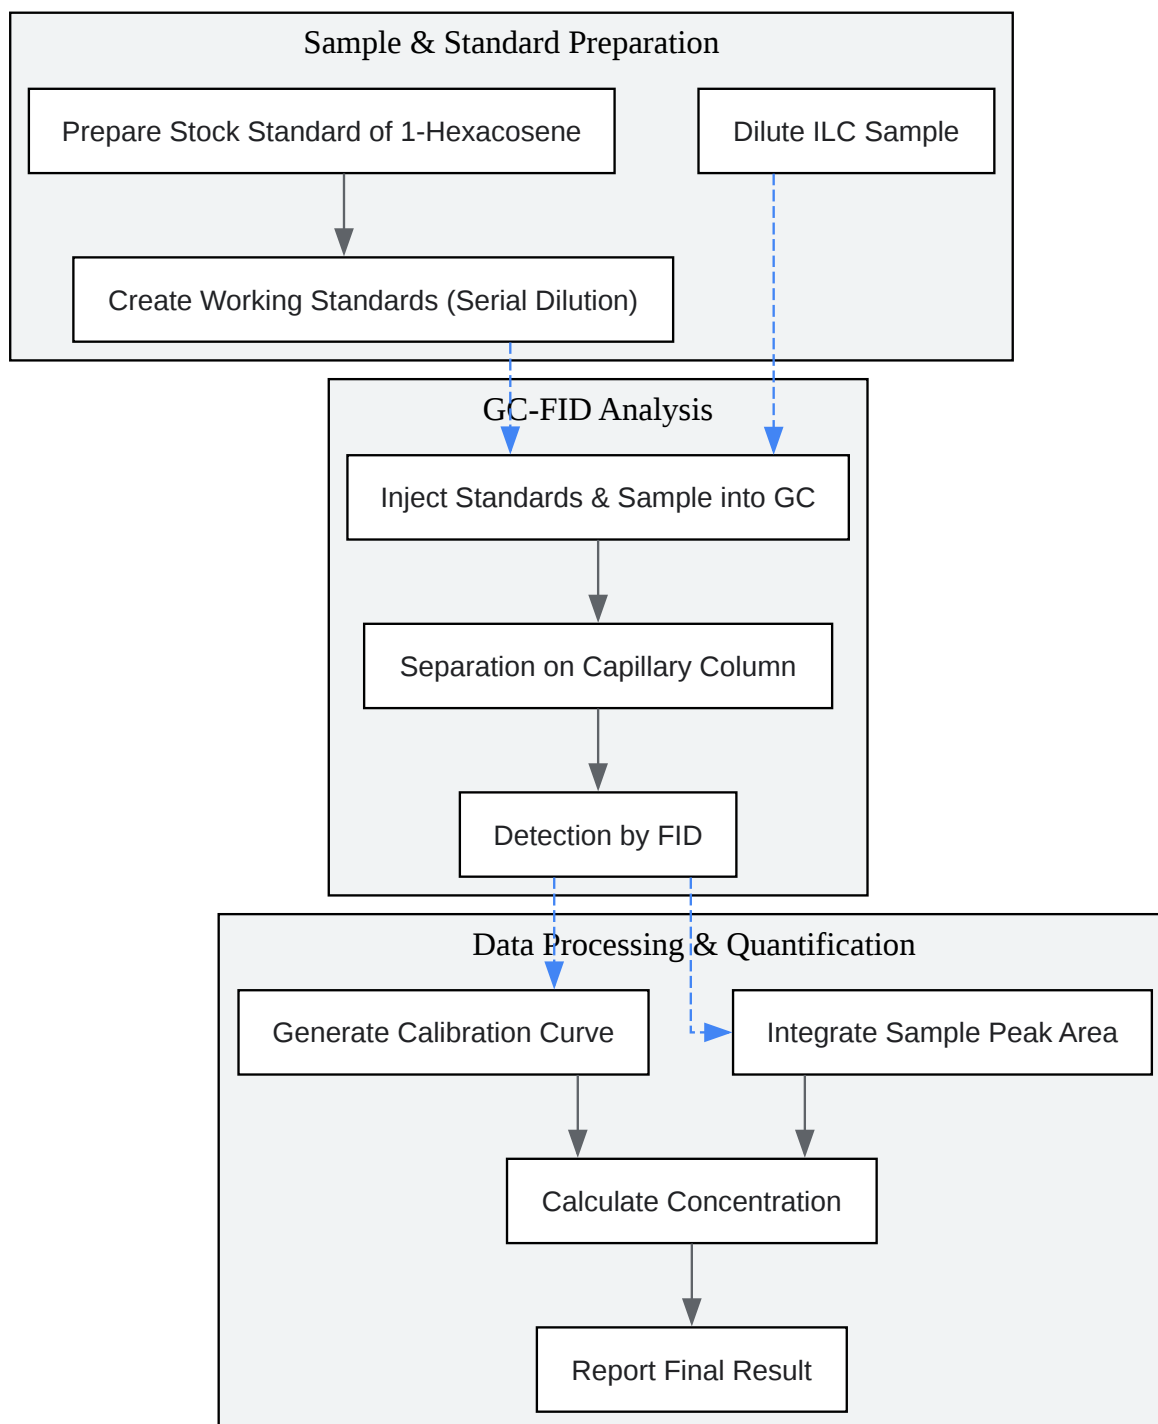 Sample & Standard Preparation
Prepare Stock Standard of 1-Hexacosene
Dilute ILC Sample
Create Working Standards (Serial Dilution)
GC-FID Analysis
Inject Standards & Sample into GC
Separation on Capillary Column
Detection by FID
Data Processing & Quantification
Generate Calibration Curve
Integrate Sample Peak Area
Calculate Concentration
Report Final Result